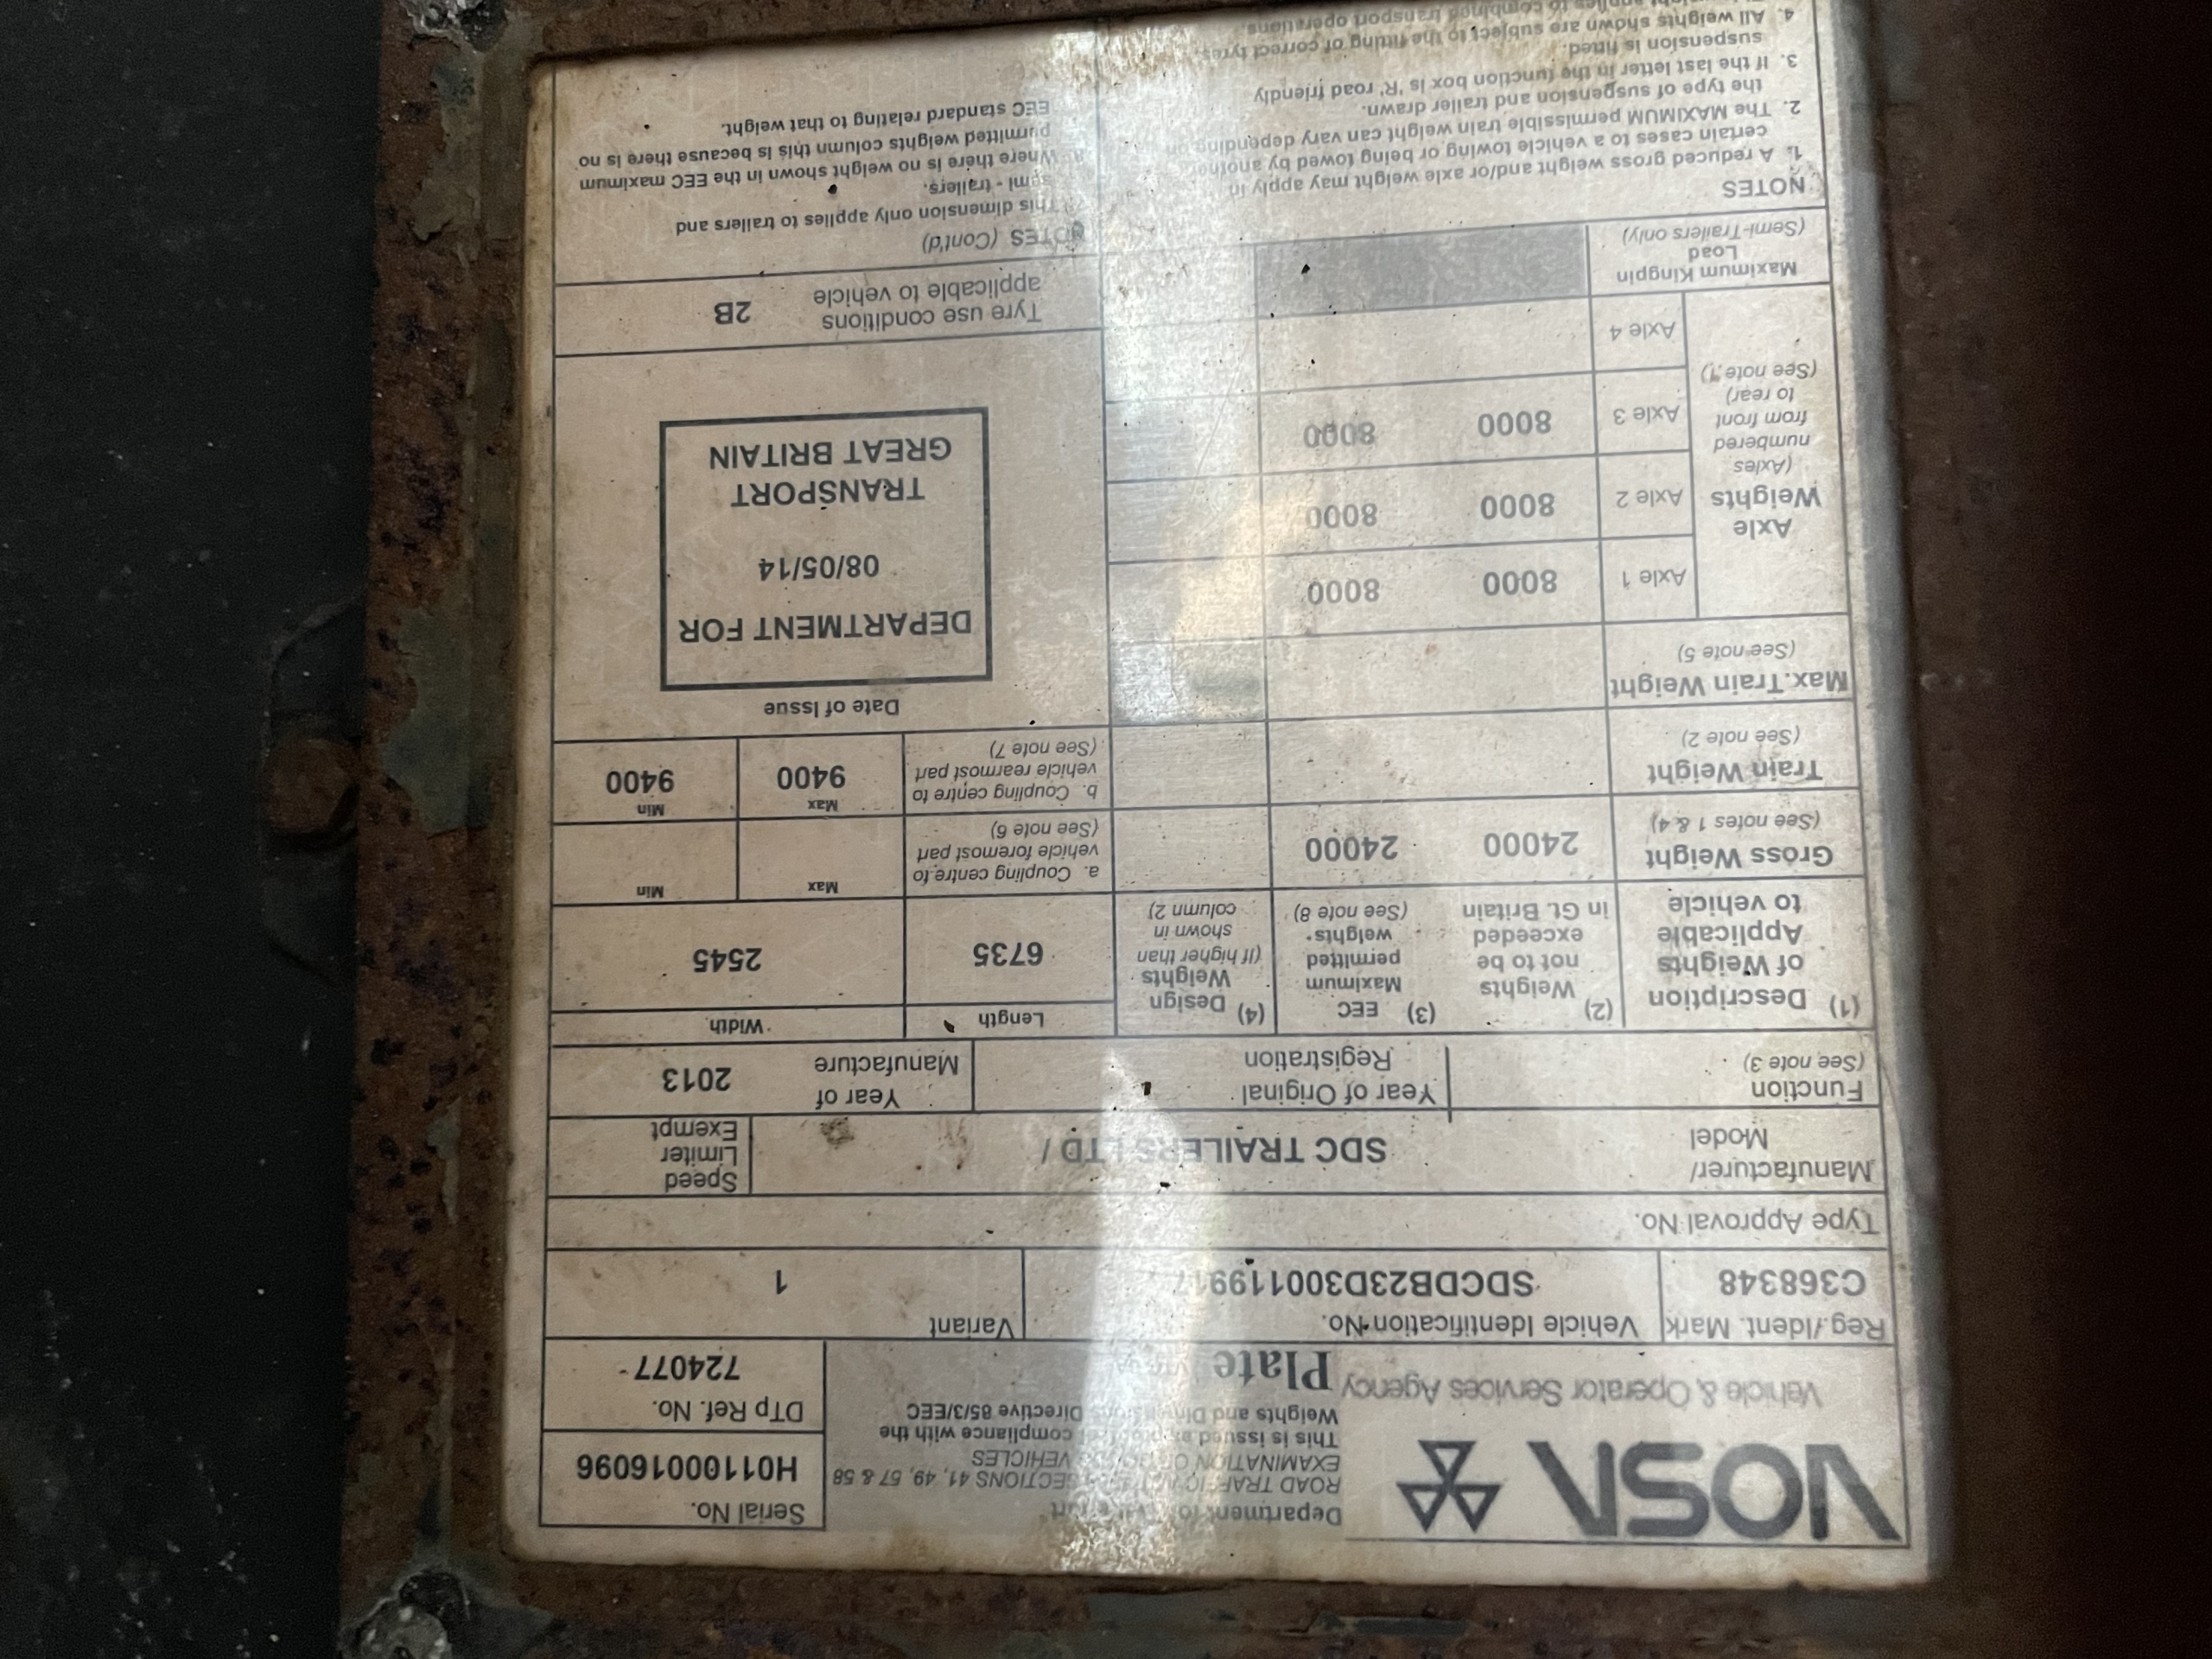 VOSA
Vehicle & Operator Services Agency
Department for
ROAD TRAFFIC SECTIONS 41, 49, 57 & 58
EXAMINATION OF VEHICLES
This is issued compliance with the
Weights and Dimensions Directive 85/3/EEC
Plate
Serial No.
H01100016096
DTp Ref. No.
724077
Reg./Ident. Mark
C368348
Vehicle Identification No.
Variant
1
Type Approval No.
Manufacturer/
Model
SDC TRAILERS LTD /
Speed
Limiter
Exempt
Function
(See note 3)
Year of Original
Registration
Year of
Manufacture
2013
(1) Description
of Weights
Applicable
to vehicle
(2) Weights
not to be
exceeded
in Gt. Britain
(3) EEC
Maximum
permitted
weights
(See note 8)
(4) Design
Weights
(if higher than
shown in
column 2)
Length
6735
Width
2545
Gross Weight
(See notes 1 & 4)
24000
24000
a. Coupling centre to
vehicle foremost part
(See note 6)
Max
Min
Train Weight
(See note 2)
b. Coupling centre to
vehicle rearmost part
(See note 7)
Max
9400
Min
9400
Max.Train Weight
(See note 5)
Date of Issue
DEPARTMENT FOR
08/05/14
TRANSPORT
GREAT BRITAIN
Axle
Weights
(Axles
numbered
from front
to rear)
(See note 1)
Axle 1
8000
8000
Axle 2
8000
8000
Axle 3
8000
8000
Axle 4
Maximum Kingpin
Load
(Semi-Trailers only)
Tyre use conditions
applicable to vehicle
2B
NOTES
1. A reduced gross weight and/or axle weight may apply in
certain cases to a vehicle towing or being towed by another.
2. The MAXIMUM permissible train weight can vary depending on
the type of suspension and trailer drawn.
3. If the last letter in the function box is 'R' road friendly
suspension is fitted.
4. All weights shown are subject to the fitting of correct tyres.
applies to combined transport operations.
NOTES (Cont'd)
This dimension only applies to trailers and
semi - trailers.
Where there is no weight shown in the EEC maximum
permitted weights column this is because there is no
EEC standard relating to that weight.